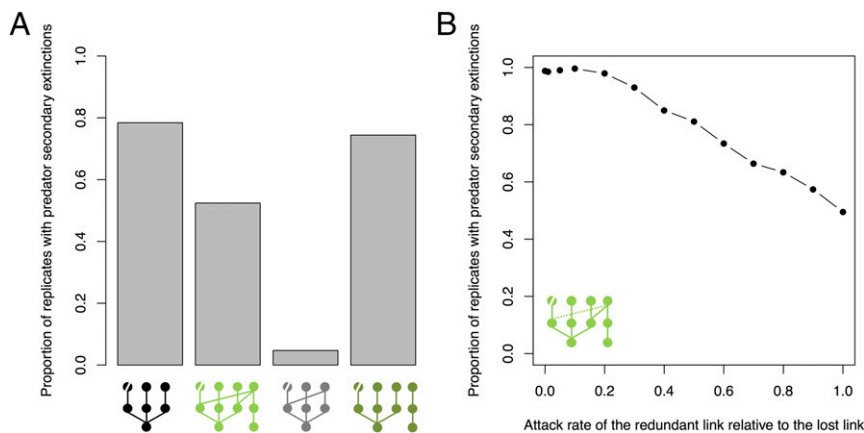 A
Proportion of replicates with predator secondary extinctions
1.0
0.8
0.6
0.4
0.2
0.0
B
Proportion of replicates with predator secondary extinctions
1.0
0.8
0.6
0.4
0.2
0.0
0.0 0.2 0.4 0.6 0.8 1.0
Attack rate of the redundant link relative to the lost link